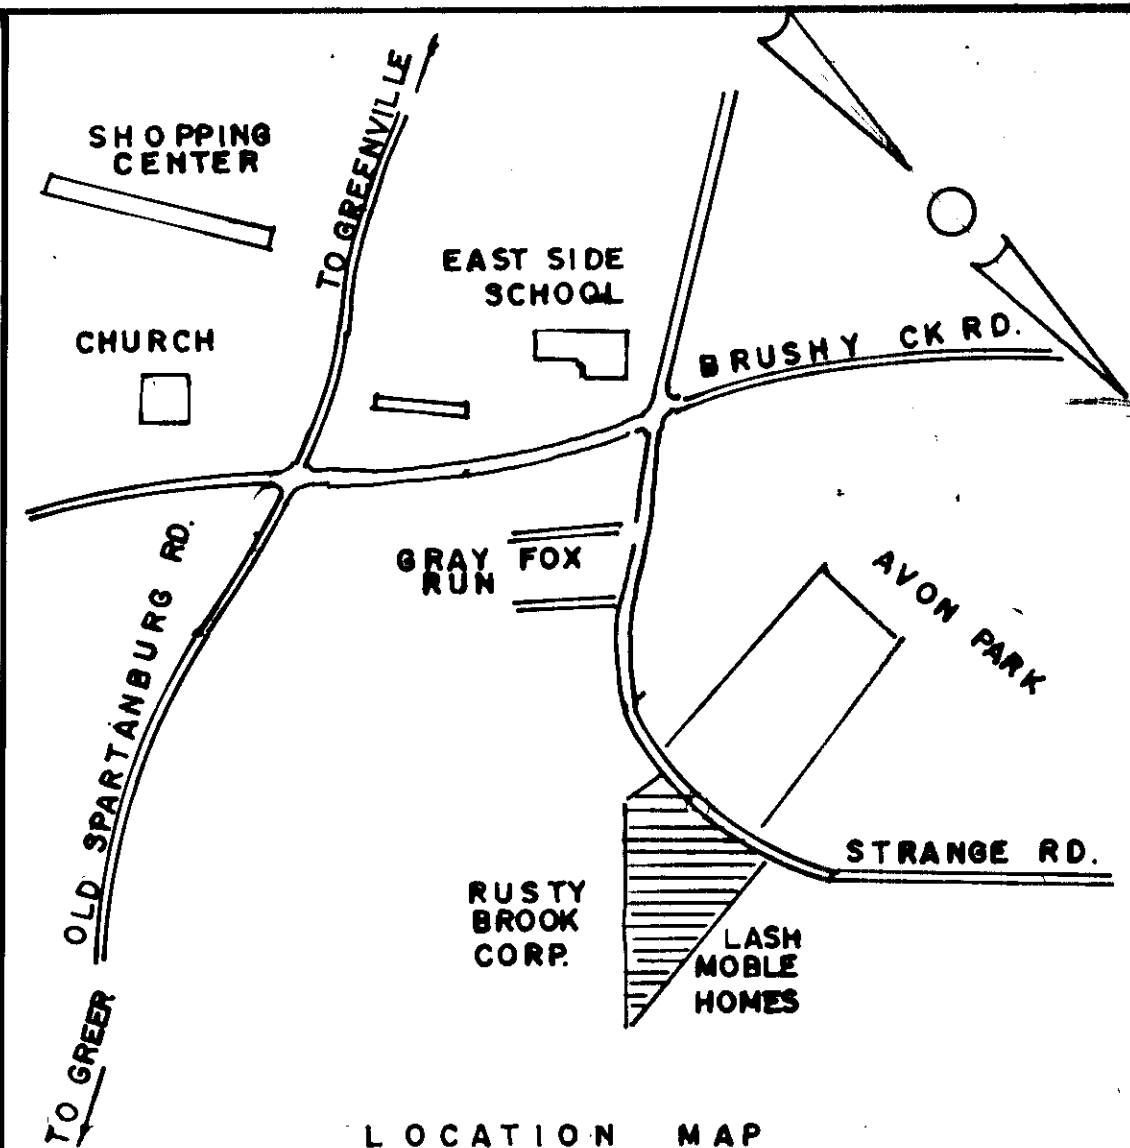 SHOPPING
CENTER
TO GREENVILLE
EAST SIDE
SCHOOL
CHURCH
BRUSHY CK RD.
GRAY FOX
RUN
AVON PARK
OLD SPARTANBURG RD.
STRANGE RD.
RUSTY
BROOK
CORP.
LASH
MOBLE
HOMES
TO GREER
LOCATION MAP